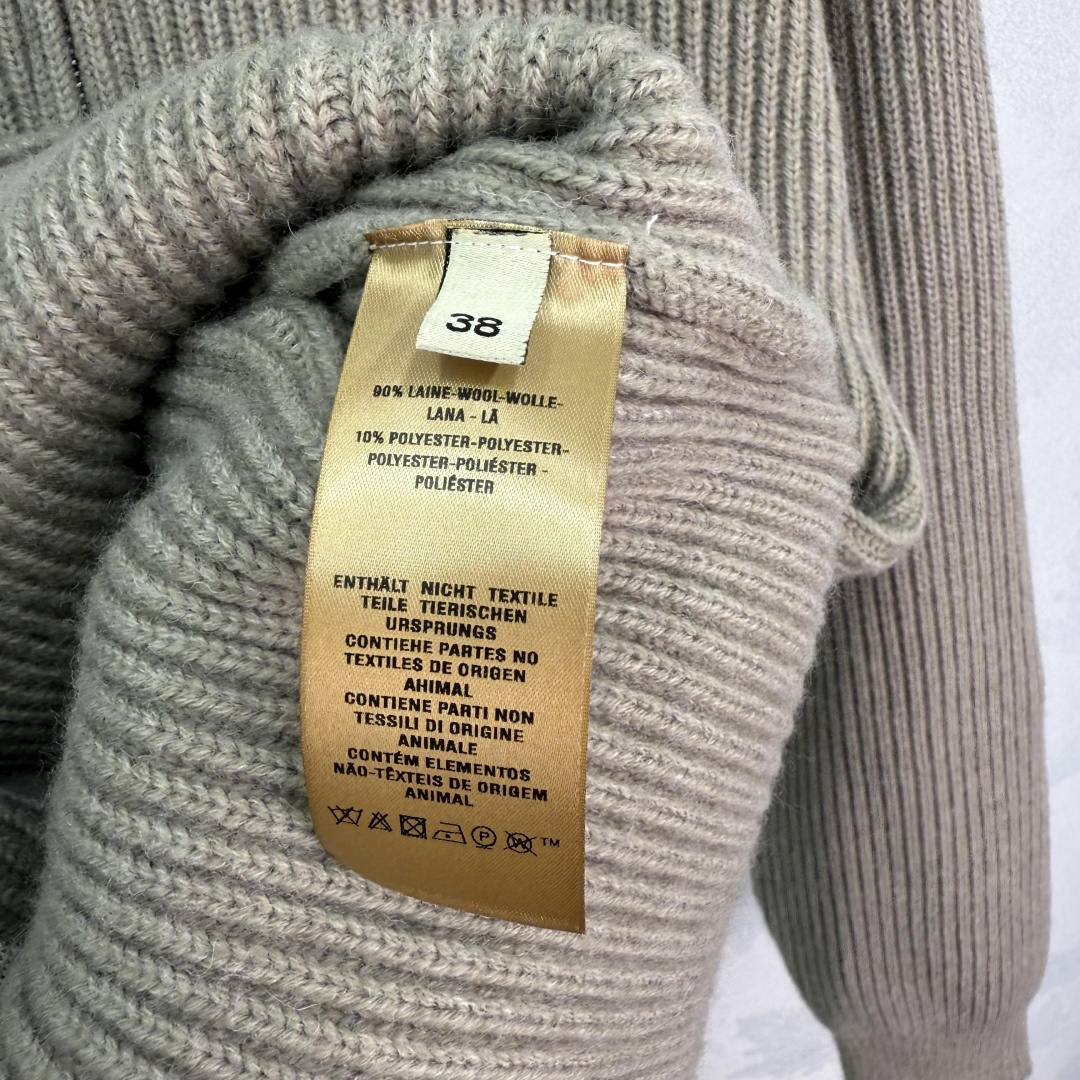 38
90% LAINE-WOOL-WOLLE-
LANA - LÃ
10% POLYESTER-POLYESTER-
POLYESTER-POLIÉSTER -
POLIÉSTER
ENTHÄLT NICHT TEXTILE
TEILE TIERISCHEN
URSPRUNGS
CONTIEHE PARTES NO
TEXTILES DE ORIGEN
AHIMAL
CONTIENE PARTI NON
TESSILI DI ORIGINE
ANIMALE
CONTÉM ELEMENTOS
NÃO-TÊXTEIS DE ORIGEM
ANIMAL
P W TM